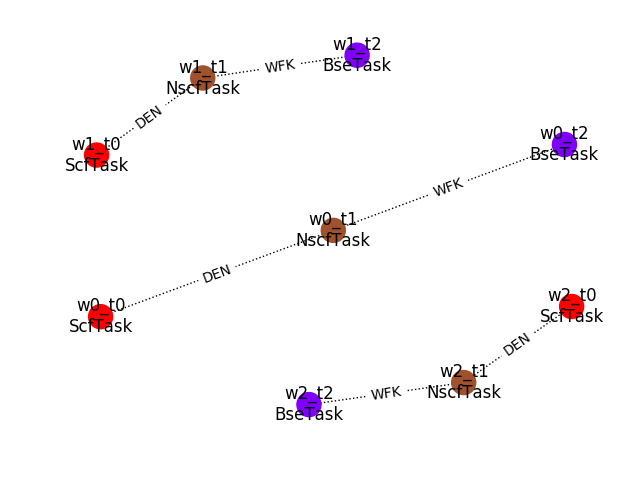 w1_t2
BseTask
WFK
w1_t1
NscfTask
DEN
w1_t0
ScfTask
w0_t2
BseTask
WFK
w0_t1
NscfTask
DEN
w0_t0
ScfTask
w2_t0
ScfTask
DEN
w2_t1
NscfTask
WFK
w2_t2
BseTask